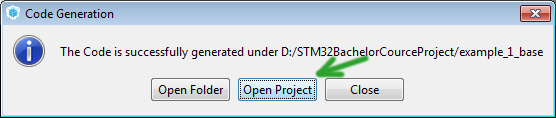 Code Generation
The Code is successfully generated under D:/STM32BachelorCourceProject/example_1_base
Open Folder Open Project Close